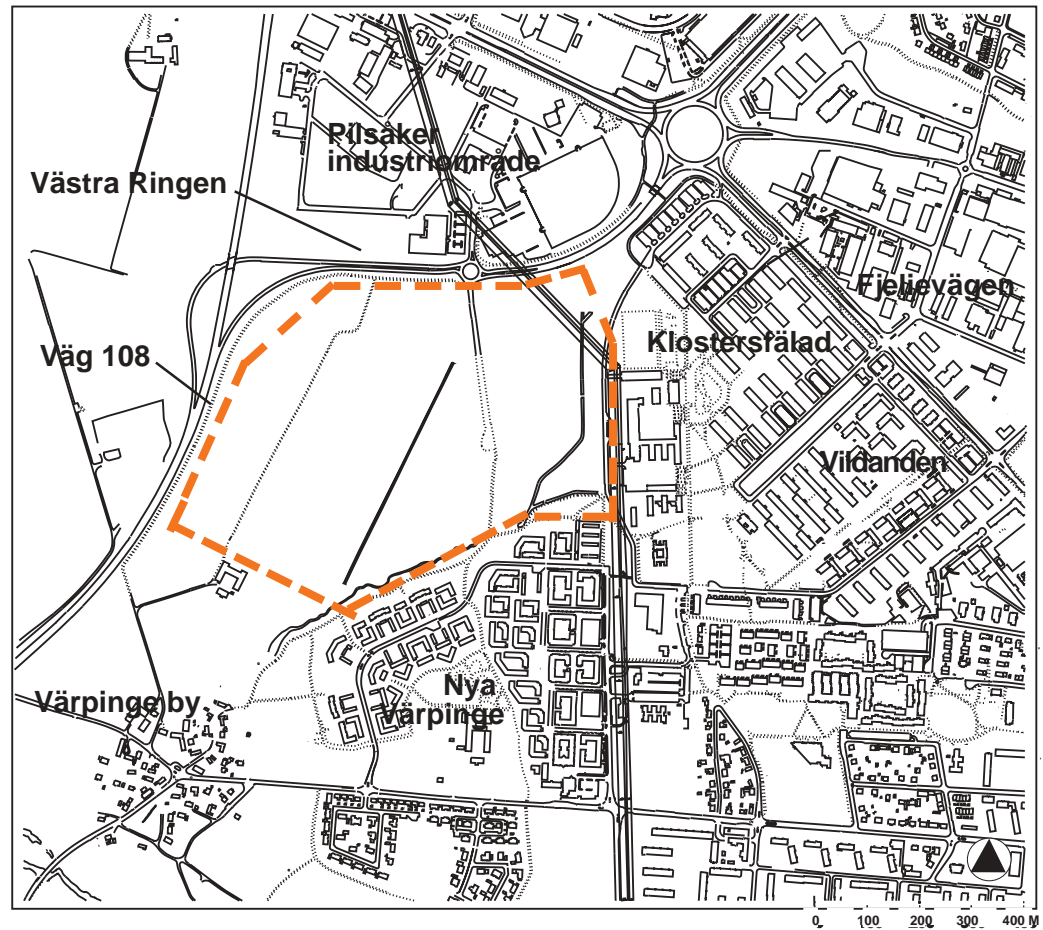 Pilsåker
industriområde
Västra Ringen
Fjelievägen
Klostersfälad
Väg 108
Vildanden
Nya
Värpinge
Värpinge by
0 100 200 300 400 M